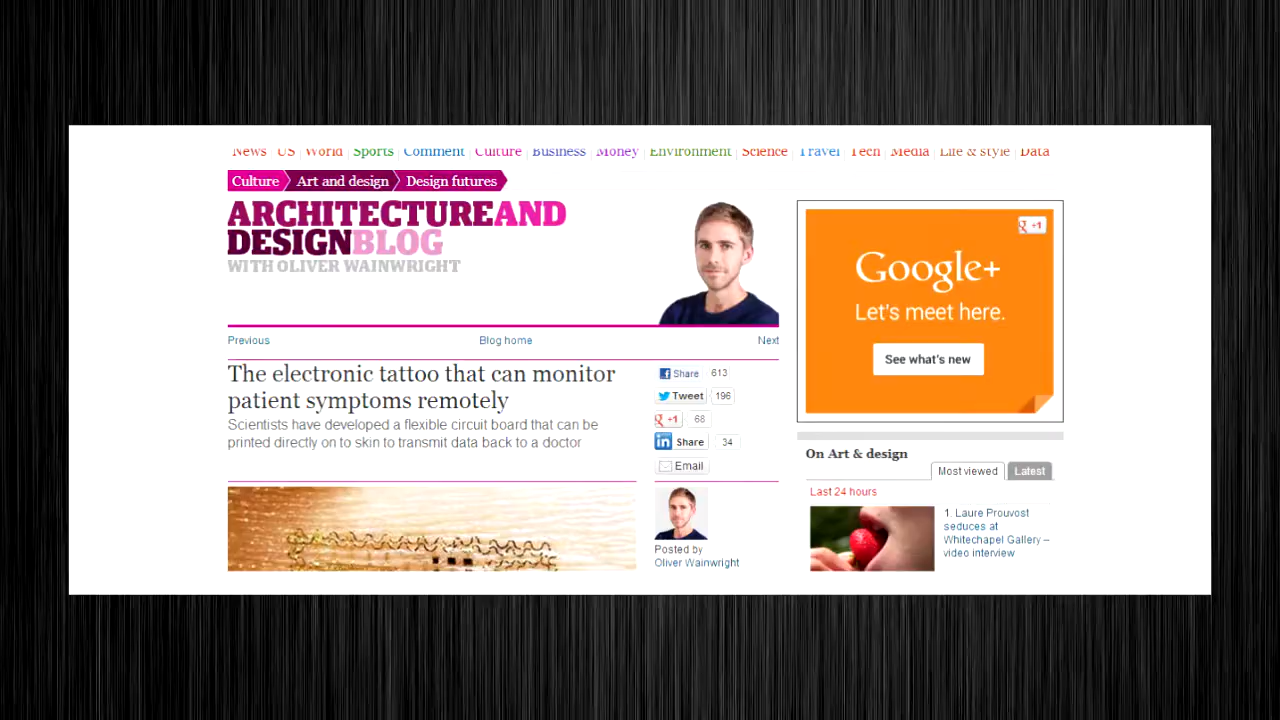 News US World Sports Comment Culture Business Money Environment Science Travel Tech Media Life & style Data
Culture Art and design Design futures
ARCHITECTUREAND
DESIGNBLOG
WITH OLIVER WAINWRIGHT
Previous Blog home Next
The electronic tattoo that can monitor
patient symptoms remotely
Scientists have developed a flexible circuit board that can be
printed directly on to skin to transmit data back to a doctor
Share 613
Tweet 196
+1 68
in Share 34
Email
Posted by
Oliver Wainwright
g +1
Google+
Let's meet here.
See what's new
On Art & design
Most viewed Latest
Last 24 hours
1. Laure Prouvost
seduces at
Whitechapel Gallery –
video interview